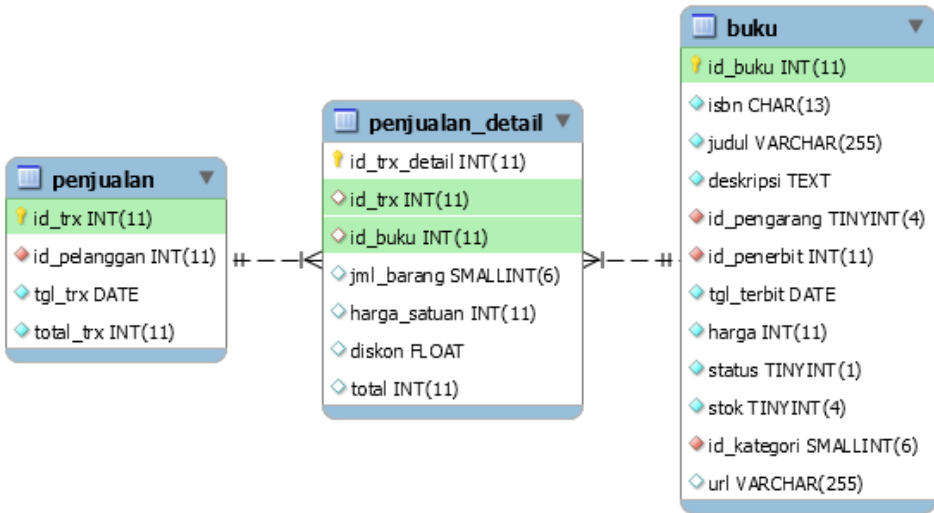 penjualan
id_trx INT(11)
id_pelanggan INT(11)
tgl_trx DATE
total_trx INT(11)
penjualan_detail
id_trx_detail INT(11)
id_trx INT(11)
id_buku INT(11)
jml_barang SMALLINT(6)
harga_satuan INT(11)
diskon FLOAT
total INT(11)
buku
id_buku INT(11)
isbn CHAR(13)
judul VARCHAR(255)
deskripsi TEXT
id_pengarang TINYINT(4)
id_penerbit INT(11)
tgl_terbit DATE
harga INT(11)
status TINYINT(1)
stok TINYINT(4)
id_kategori SMALLINT(6)
url VARCHAR(255)